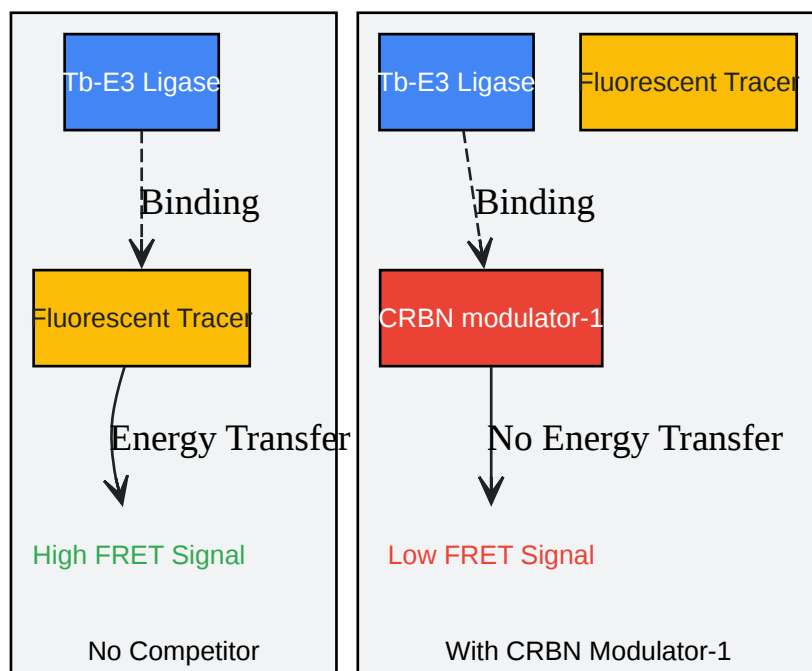 Tb-E3 Ligase
Binding
Fluorescent Tracer
Energy Transfer
High FRET Signal
No Competitor
Tb-E3 Ligase
Fluorescent Tracer
Binding
CRBN modulator-1
No Energy Transfer
Low FRET Signal
With CRBN Modulator-1